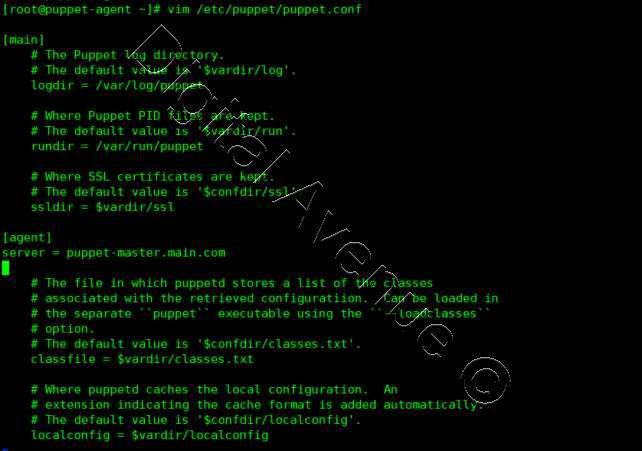 [root@puppet-agent ~]# vim /etc/puppet/puppet.conf
[main]
# The Puppet log directory.
# The default value is '$vardir/log'.
logdir = /var/log/puppet
# Where Puppet PID files are kept.
# The default value is '$vardir/run'.
rundir = /var/run/puppet
# Where SSL certificates are kept.
# The default value is '$confdir/ssl'.
ssldir = $vardir/ssl
[agent]
server = puppet-master.main.com
# The file in which puppetd stores a list of the classes
# associated with the retrieved configuratiion.  Can be loaded in
# the separate ``puppet`` executable using the ``--loadclasses``
# option.
# The default value is '$confdir/classes.txt'.
classfile = $vardir/classes.txt
# Where puppetd caches the local configuration.  An
# extension indicating the cache format is added automatically.
# The default value is '$confdir/localconfig'.
localconfig = $vardir/localconfig